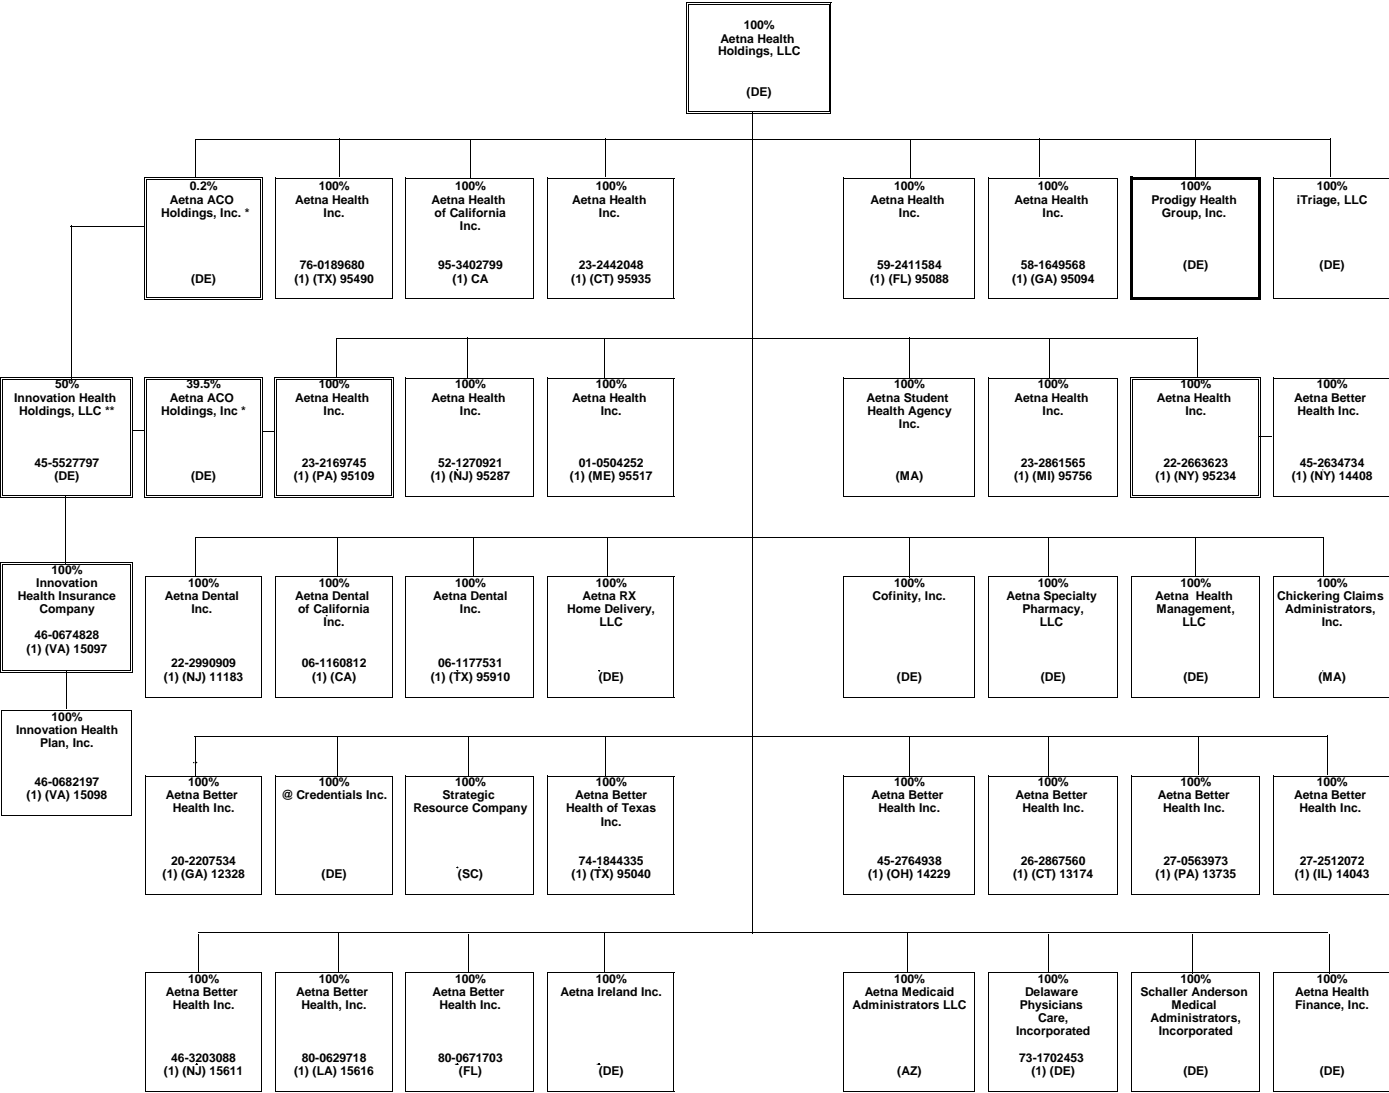 100%
Aetna Health
Holdings, LLC
(DE)
0.2%
Aetna ACO
Holdings, Inc. *
(DE)
100%
Aetna Health
Inc.
76-0189680
(1) (TX) 95490
100%
Aetna Health
of California
Inc.
95-3402799
(1) CA
100%
Aetna Health
Inc.
23-2442048
(1) (CT) 95935
100%
Aetna Health
Inc.
59-2411584
(1) (FL) 95088
100%
Aetna Health
Inc.
58-1649568
(1) (GA) 95094
100%
Prodigy Health
Group, Inc.
(DE)
100%
iTriage, LLC
(DE)
50%
Innovation Health
Holdings, LLC **
45-5527797
(DE)
39.5%
Aetna ACO
Holdings, Inc *
(DE)
100%
Aetna Health
Inc.
23-2169745
(1) (PA) 95109
100%
Aetna Health
Inc.
52-1270921
(1) (NJ) 95287
100%
Aetna Health
Inc.
01-0504252
(1) (ME) 95517
100%
Aetna Student
Health Agency
Inc.
(MA)
100%
Aetna Health
Inc.
23-2861565
(1) (MI) 95756
100%
Aetna Health
Inc.
22-2663623
(1) (NY) 95234
100%
Aetna Better
Health Inc.
45-2634734
(1) (NY) 14408
100%
Innovation
Health Insurance
Company
46-0674828
(1) (VA) 15097
100%
Aetna Dental
Inc.
22-2990909
(1) (NJ) 11183
100%
Aetna Dental
of California
Inc.
06-1160812
(1) (CA)
100%
Aetna Dental
Inc.
06-1177531
(1) (TX) 95910
100%
Aetna RX
Home Delivery,
LLC
(DE)
100%
Cofinity, Inc.
(DE)
100%
Aetna Specialty
Pharmacy,
LLC
(DE)
100%
Aetna Health
Management,
LLC
(DE)
100%
Chickering Claims
Administrators,
Inc.
(MA)
100%
Innovation Health
Plan, Inc.
46-0682197
(1) (VA) 15098
100%
Aetna Better
Health Inc.
20-2207534
(1) (GA) 12328
100%
@ Credentials Inc.
(DE)
100%
Strategic
Resource Company
(SC)
100%
Aetna Better
Health of Texas
Inc.
74-1844335
(1) (TX) 95040
100%
Aetna Better
Health Inc.
45-2764938
(1) (OH) 14229
100%
Aetna Better
Health Inc.
26-2867560
(1) (CT) 13174
100%
Aetna Better
Health Inc.
27-0563973
(1) (PA) 13735
100%
Aetna Better
Health Inc.
27-2512072
(1) (IL) 14043
100%
Aetna Better
Health Inc.
46-3203088
(1) (NJ) 15611
100%
Aetna Better
Health, Inc.
80-0629718
(1) (LA) 15616
100%
Aetna Better
Health Inc.
80-0671703
(FL)
100%
Aetna Ireland Inc.
(DE)
100%
Aetna Medicaid
Administrators LLC
(AZ)
100%
Delaware
Physicians
Care,
Incorporated
73-1702453
(1) (DE)
100%
Schaller Anderson
Medical
Administrators,
Incorporated
(DE)
100%
Aetna Health
Finance, Inc.
(DE)